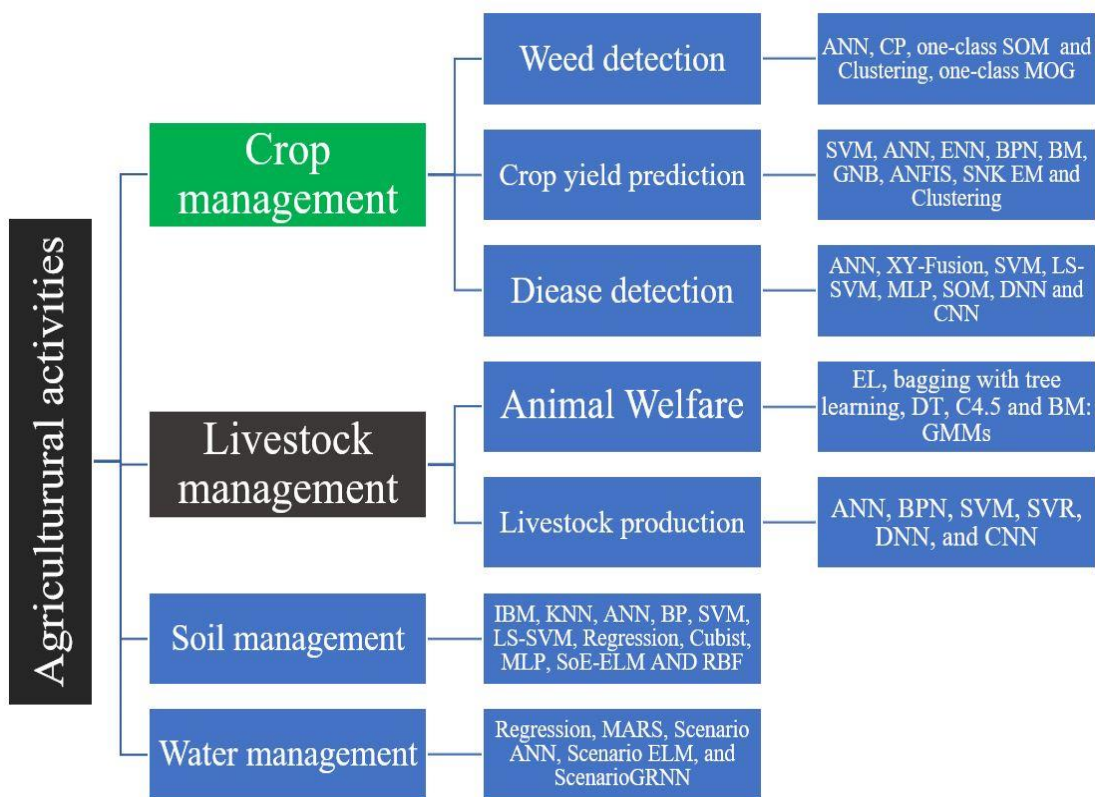 Agricultururural activities
Crop
management
Weed detection
ANN, CP, one-class SOM and
Clustering, one-class MOG
Crop yield prediction
SVM, ANN, ENN, BPN, BM,
GNB, ANFIS, SNK EM and
Clustering
Diease detection
ANN, XY-Fusion, SVM, LS-
SVM, MLP, SOM, DNN and
CNN
Livestock
management
Animal Welfare
EL, bagging with tree
learning, DT, C4.5 and BM:
GMMs
Livestock production
ANN, BPN, SVM, SVR,
DNN, and CNN
Soil management
IBM, KNN, ANN, BP, SVM,
LS-SVM, Regression, Cubist,
MLP, SoE-ELM AND RBF
Water management
Regression, MARS, Scenario
ANN, Scenario ELM, and
ScenarioGRNN